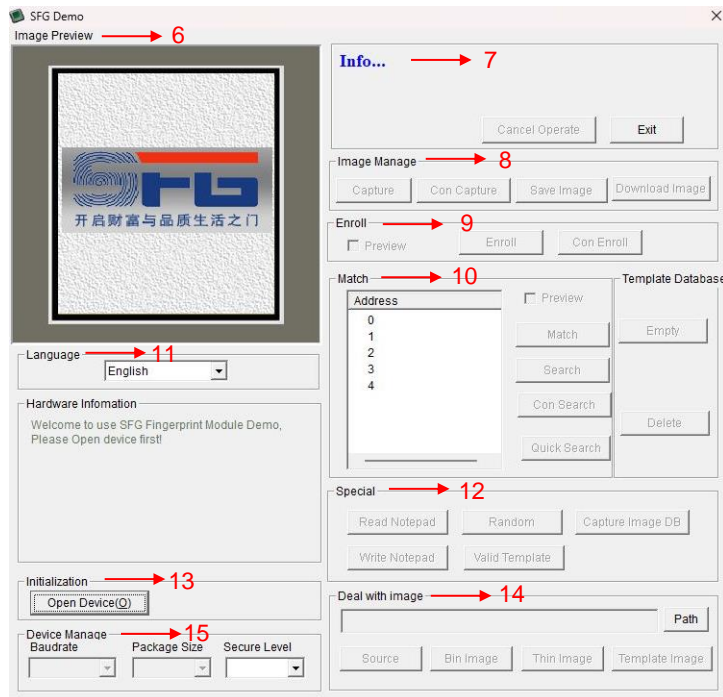 SFG Demo
Image Preview
6
SFG
开启财富与品质生活之门
Info...
7
Cancel Operate
Exit
Image Manage
8
Capture
Con Capture
Save Image
Download Image
Enroll
9
Preview
Enroll
Con Enroll
Match
10
Address
0
1
2
3
4
Preview
Match
Search
Con Search
Quick Search
Template Database
Empty
Delete
Language
11
English
Hardware Infomation
Welcome to use SFG Fingerprint Module Demo,
Please Open device first!
Special
12
Read Notepad
Random
Capture Image DB
Write Notepad
Valid Template
Initialization
13
Open Device(O)
Deal with image
14
Path
Source
Bin Image
Thin Image
Template Image
Device Manage
15
Baudrate
Package Size
Secure Level